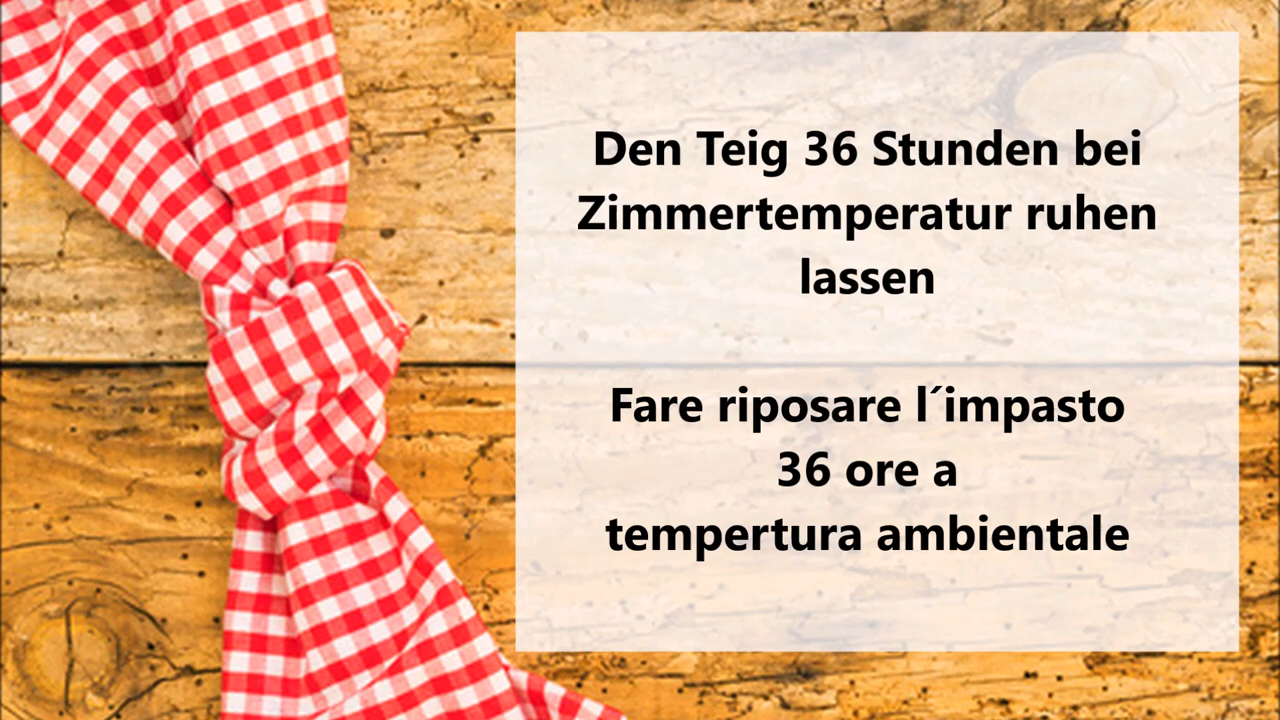 Den Teig 36 Stunden bei
Zimmertemperatur ruhen
lassen
Fare riposare l´impasto
36 ore a
tempertura ambientale